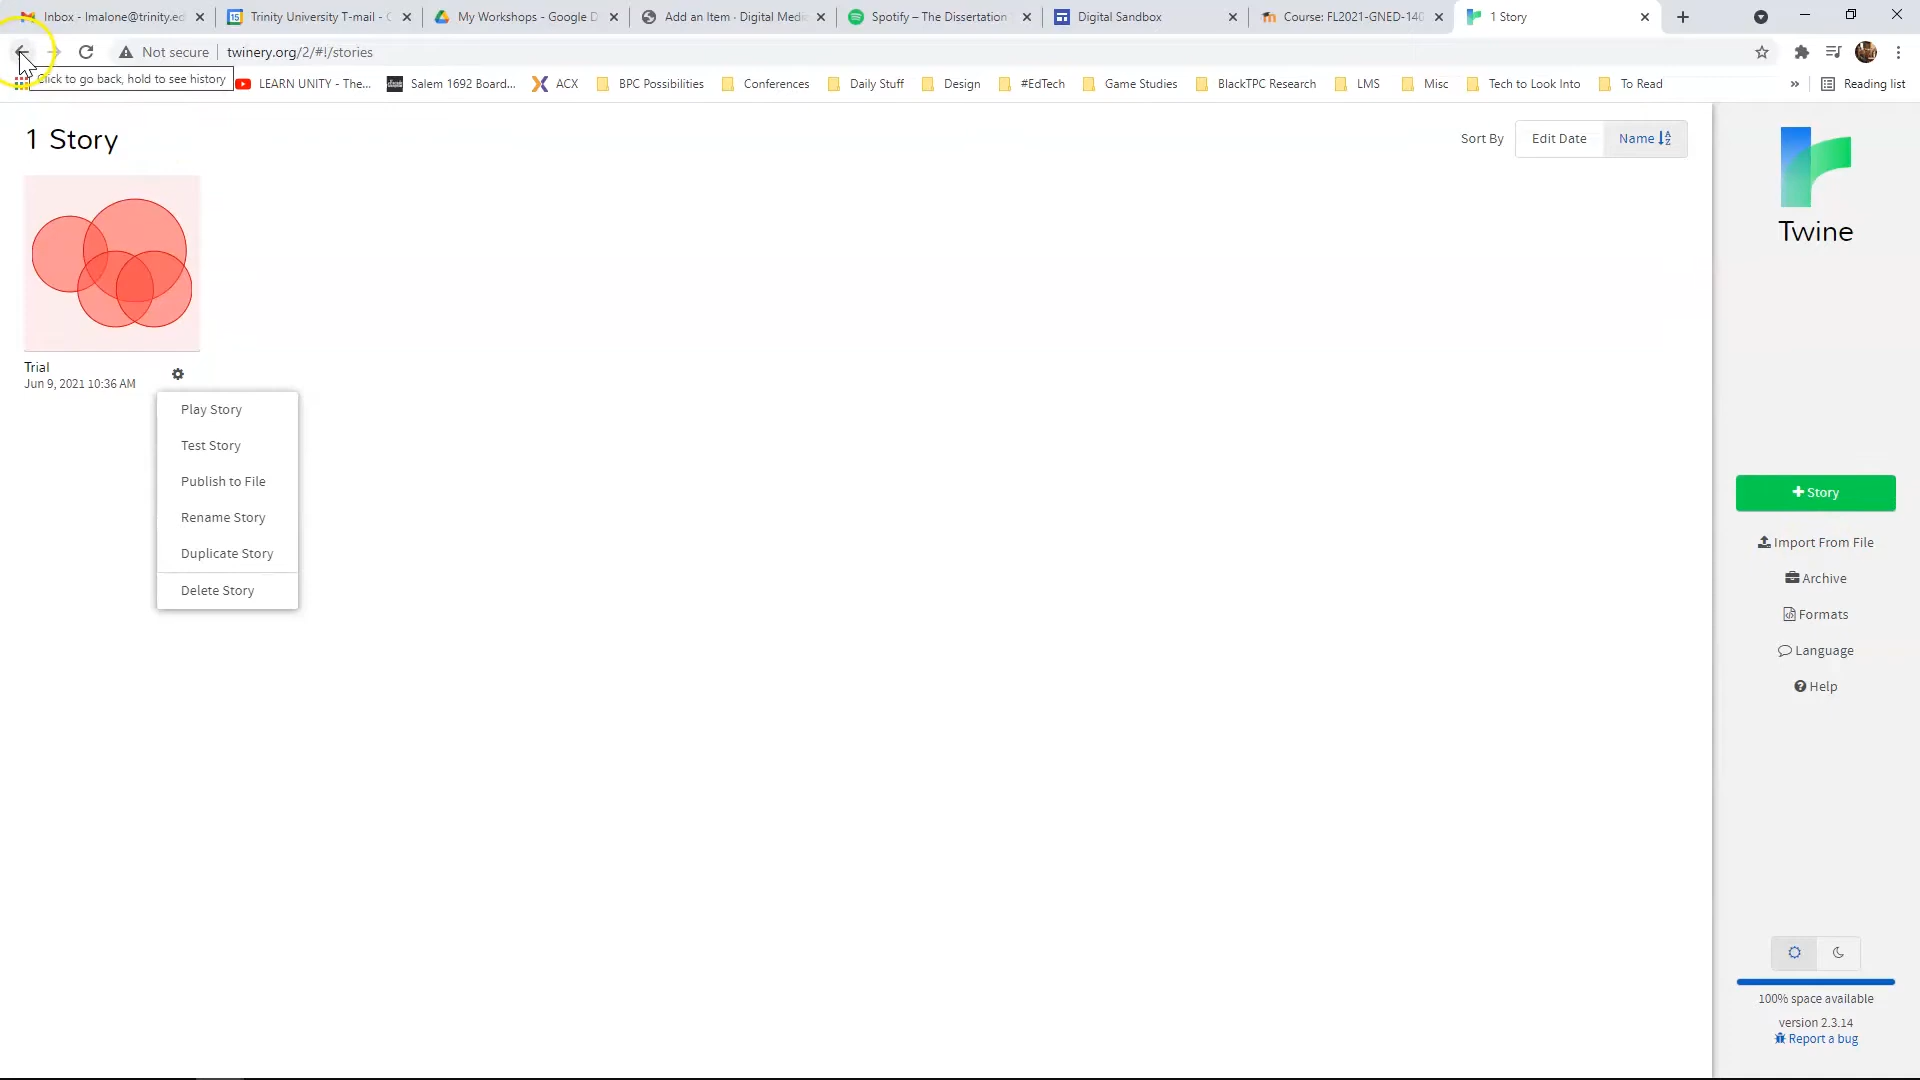 Inbox - lmalone@trinity.ed
Trinity University T-mail - C
My Workshops - Google D
Add an Item · Digital Medi
Spotify – The Dissertation
Digital Sandbox
Course: FL2021-GNED-140
1 Story
Not secure
twinery.org/2/#!/stories
Click to go back, hold to see history
LEARN UNITY - The...
Salem 1692 Board...
ACX
BPC Possibilities
Conferences
Daily Stuff
Design
#EdTech
Game Studies
BlackTPC Research
LMS
Misc
Tech to Look Into
To Read
»
Reading list
1 Story
Sort By
Edit Date
Name
Twine
Trial
Jun 9, 2021 10:36 AM
Play Story
Test Story
Publish to File
Rename Story
Duplicate Story
Delete Story
+ Story
Import From File
Archive
Formats
Language
Help
100% space available
version 2.3.14
Report a bug